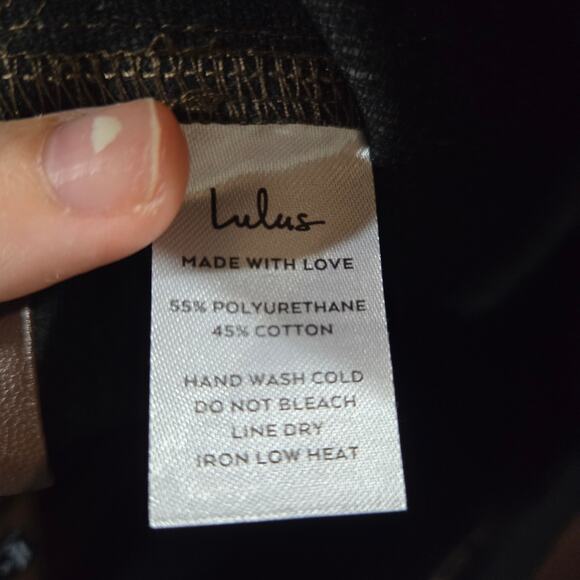 Lulus
MADE WITH LOVE
55% POLYURETHANE
45% COTTON
HAND WASH COLD
DO NOT BLEACH
LINE DRY
IRON LOW HEAT